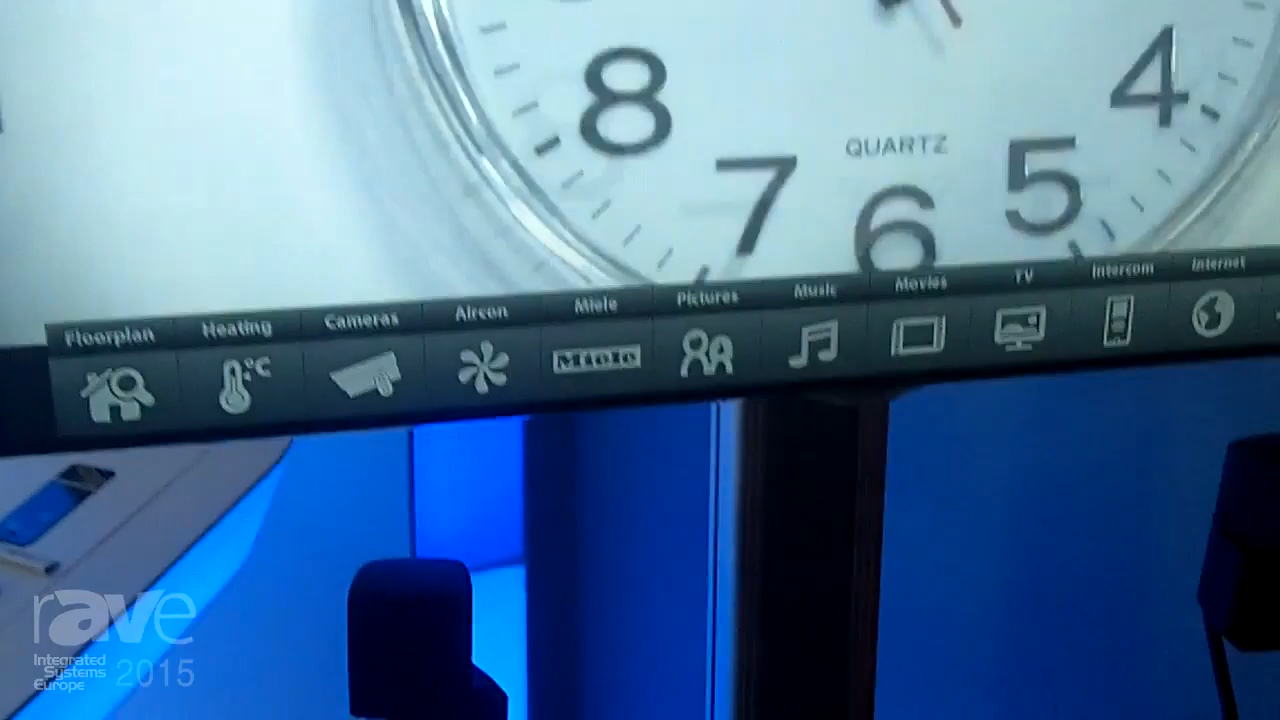 8
4
QUARTZ
7
5
6
Floorplan
Heating
Cameras
Aircon
Miele
Pictures
Music
Movies
TV
Intercom
Internet
°C
Miele
rave
Integrated
Systems
Europe
2015